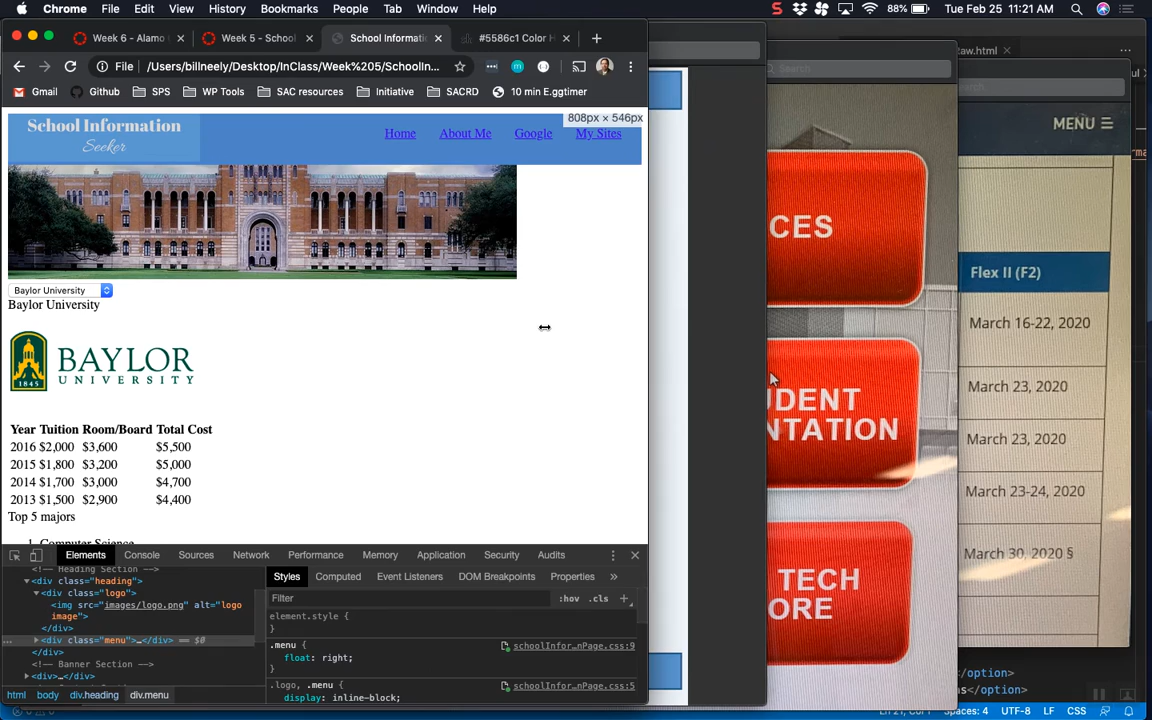 Chrome File Edit View History Bookmarks People Tab Window Help 88% Tue Feb 25 11:21 AM
Week 6 - Alamo Week 5 - School School Informati #5586c1 Color H
File /Users/billneely/Desktop/InClass/Week%205/SchoolIn...
Gmail Github SPS WP Tools SAC resources Initiative SACRD 10 min E.ggtimer
School Information
Seeker
Home About Me Google My Sites
808px × 546px
Baylor University
Baylor University
1845
BAYLOR
UNIVERSITY
Year Tuition Room/Board Total Cost
2016 $2,000 $3,600 $5,500
2015 $1,800 $3,200 $5,000
2014 $1,700 $3,000 $4,700
2013 $1,500 $2,900 $4,400
Top 5 majors
1. Computer Science
Elements Console Sources Network Performance Memory Application Security Audits
<!-- Heading Section -->
<div class="heading">
<div class="logo">
<img src="images/logo.png" alt="logo
image">
</div>
... <div class="menu">…</div> == $0
</div>
<!-- Banner Section -->
<div>…</div>
html body div.heading div.menu
Styles Computed Event Listeners DOM Breakpoints Properties »
Filter :hov .cls +
element.style {
}
.menu { schoolInfor…nPage.css:9
float: right;
}
.logo, .menu { schoolInfor…nPage.css:5
display: inline-block;
Search
CES
DENT
NTATION
TECH
ORE
MENU ☰
Flex II (F2)
March 16-22, 2020
March 23, 2020
March 23, 2020
March 23-24, 2020
March 30, 2020 §
</option>
s</option>
Spaces: 4 UTF-8 LF CSS